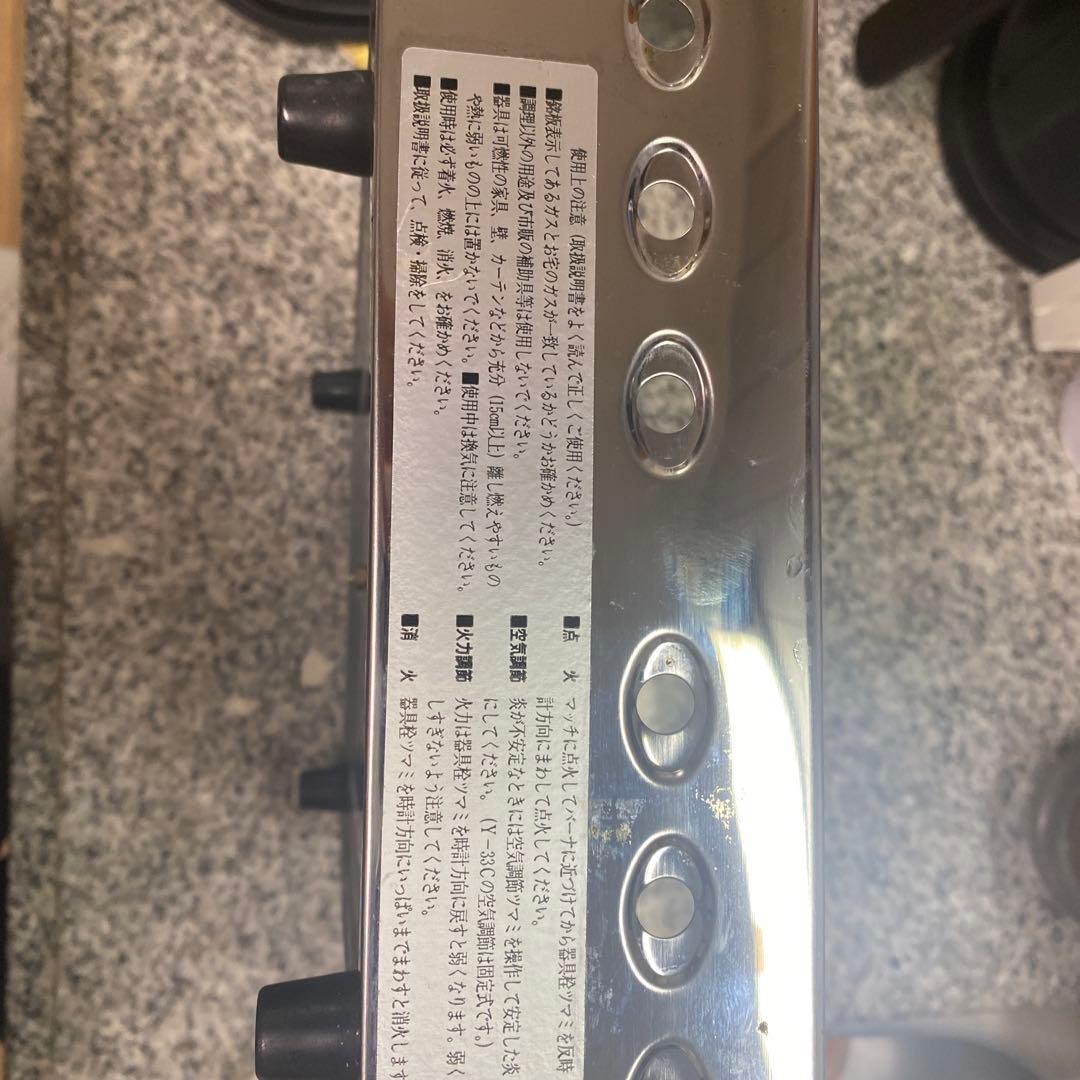 使用上の注意(取扱説明書をよく読んで正しくご使用ください。)
■銘板表示してあるガスとお宅のガスが一致しているかどうかお確かめください。
■調理以外の用途及び市販の補助具等は使用しないでください。
■器具は可燃性の家具、壁、カーテンなどから充分(15cm以上)離し燃えやすいもの
や熱に弱いものの上には置かないでください。■使用中は換気に注意してください。
■使用時は必ず着火、燃焼、消火、をお確かめください。
■取扱説明書に従って、点検・掃除をしてください。
■点 火 マッチに点火してバーナに近づけてから器具栓ツマミを反時
計方向にまわして点火してください。
■空気調節 炎が不安定なときには空気調節ツマミを操作して安定した炎
にしてください。(Y-33Cの空気調節は固定式です。)
■火力調節 火力は器具栓ツマミを時計方向に戻すと弱くなります。弱く
しすぎないよう注意してください。
■消 火 器具栓ツマミを時計方向にいっぱいまでまわすと消火します